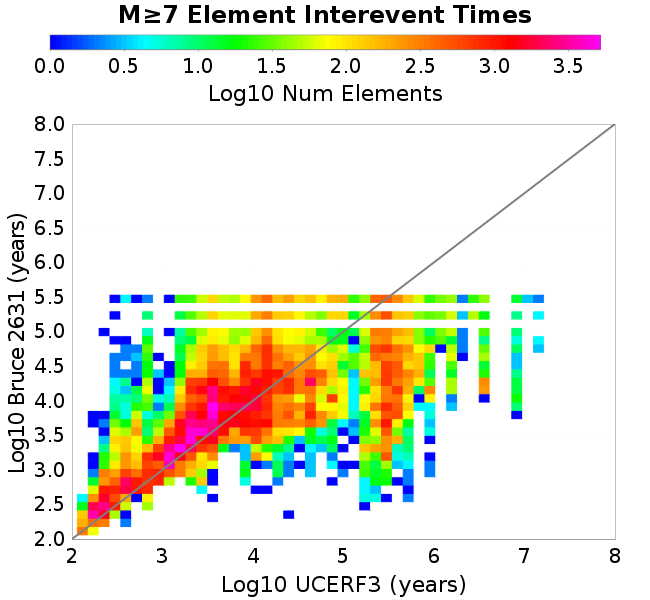 M≥7 Element Interevent Times
0.0 0.5 1.0 1.5 2.0 2.5 3.0 3.5
Log10 Num Elements
8.0
7.5
7.0
6.5
6.0
5.5
5.0
4.5
4.0
3.5
3.0
2.5
2.0
Log10 Bruce 2631 (years)
2 3 4 5 6 7 8
Log10 UCERF3 (years)